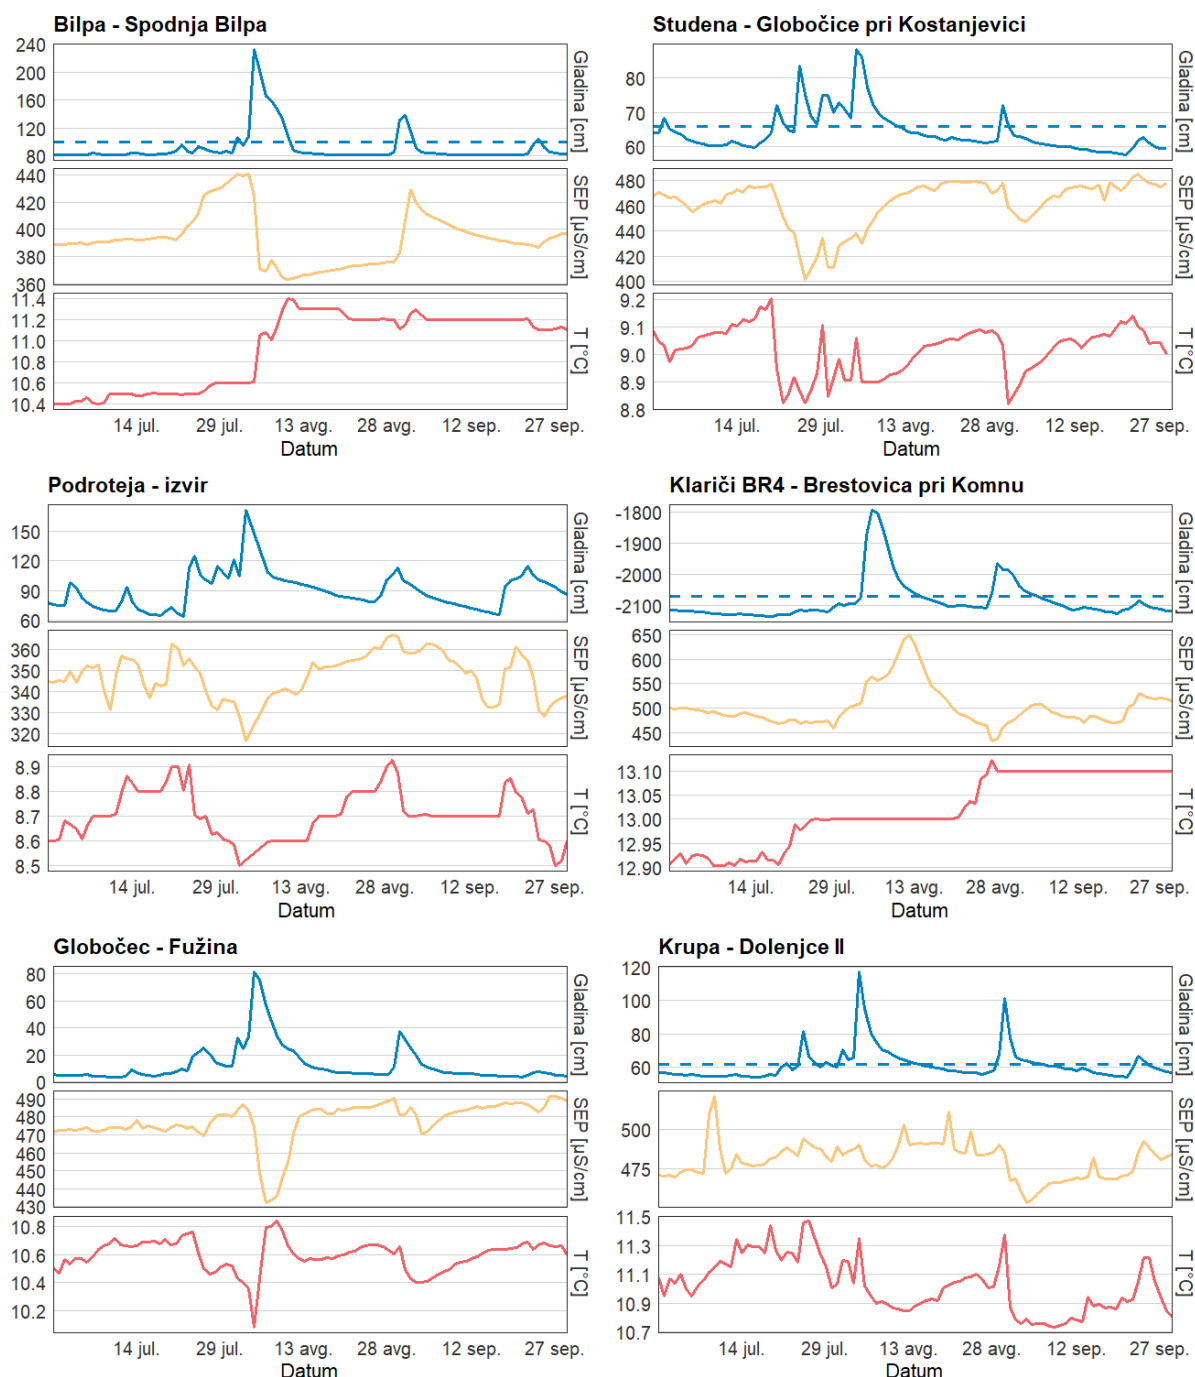 Bilpa - Spodnja Bilpa
240
200
160
120
80
Gladina [cm]
440
420
400
380
360
SEP [µS/cm]
11.4
11.2
11.0
10.8
10.6
10.4
T [°C]
14 jul. 29 jul. 13 avg. 28 avg. 12 sep. 27 sep.
Datum
Studena - Globočice pri Kostanjevici
80
70
60
Gladina [cm]
480
460
440
420
400
SEP [µS/cm]
9.2
9.1
9.0
8.9
8.8
T [°C]
14 jul. 29 jul. 13 avg. 28 avg. 12 sep. 27 sep.
Datum
Podroteja - izvir
150
120
90
60
Gladina [cm]
360
350
340
330
320
SEP [µS/cm]
8.9
8.8
8.7
8.6
8.5
T [°C]
14 jul. 29 jul. 13 avg. 28 avg. 12 sep. 27 sep.
Datum
Klariči BR4 - Brestovica pri Komnu
-1800
-1900
-2000
-2100
Gladina [cm]
650
600
550
500
450
SEP [µS/cm]
13.10
13.05
13.00
12.95
12.90
T [°C]
14 jul. 29 jul. 13 avg. 28 avg. 12 sep. 27 sep.
Datum
Globočec - Fužina
80
60
40
20
0
Gladina [cm]
490
480
470
460
450
440
430
SEP [µS/cm]
10.8
10.6
10.4
10.2
T [°C]
14 jul. 29 jul. 13 avg. 28 avg. 12 sep. 27 sep.
Datum
Krupa - Dolenjce II
120
100
80
60
Gladina [cm]
500
475
SEP [µS/cm]
11.5
11.3
11.1
10.9
10.7
T [°C]
14 jul. 29 jul. 13 avg. 28 avg. 12 sep. 27 sep.
Datum